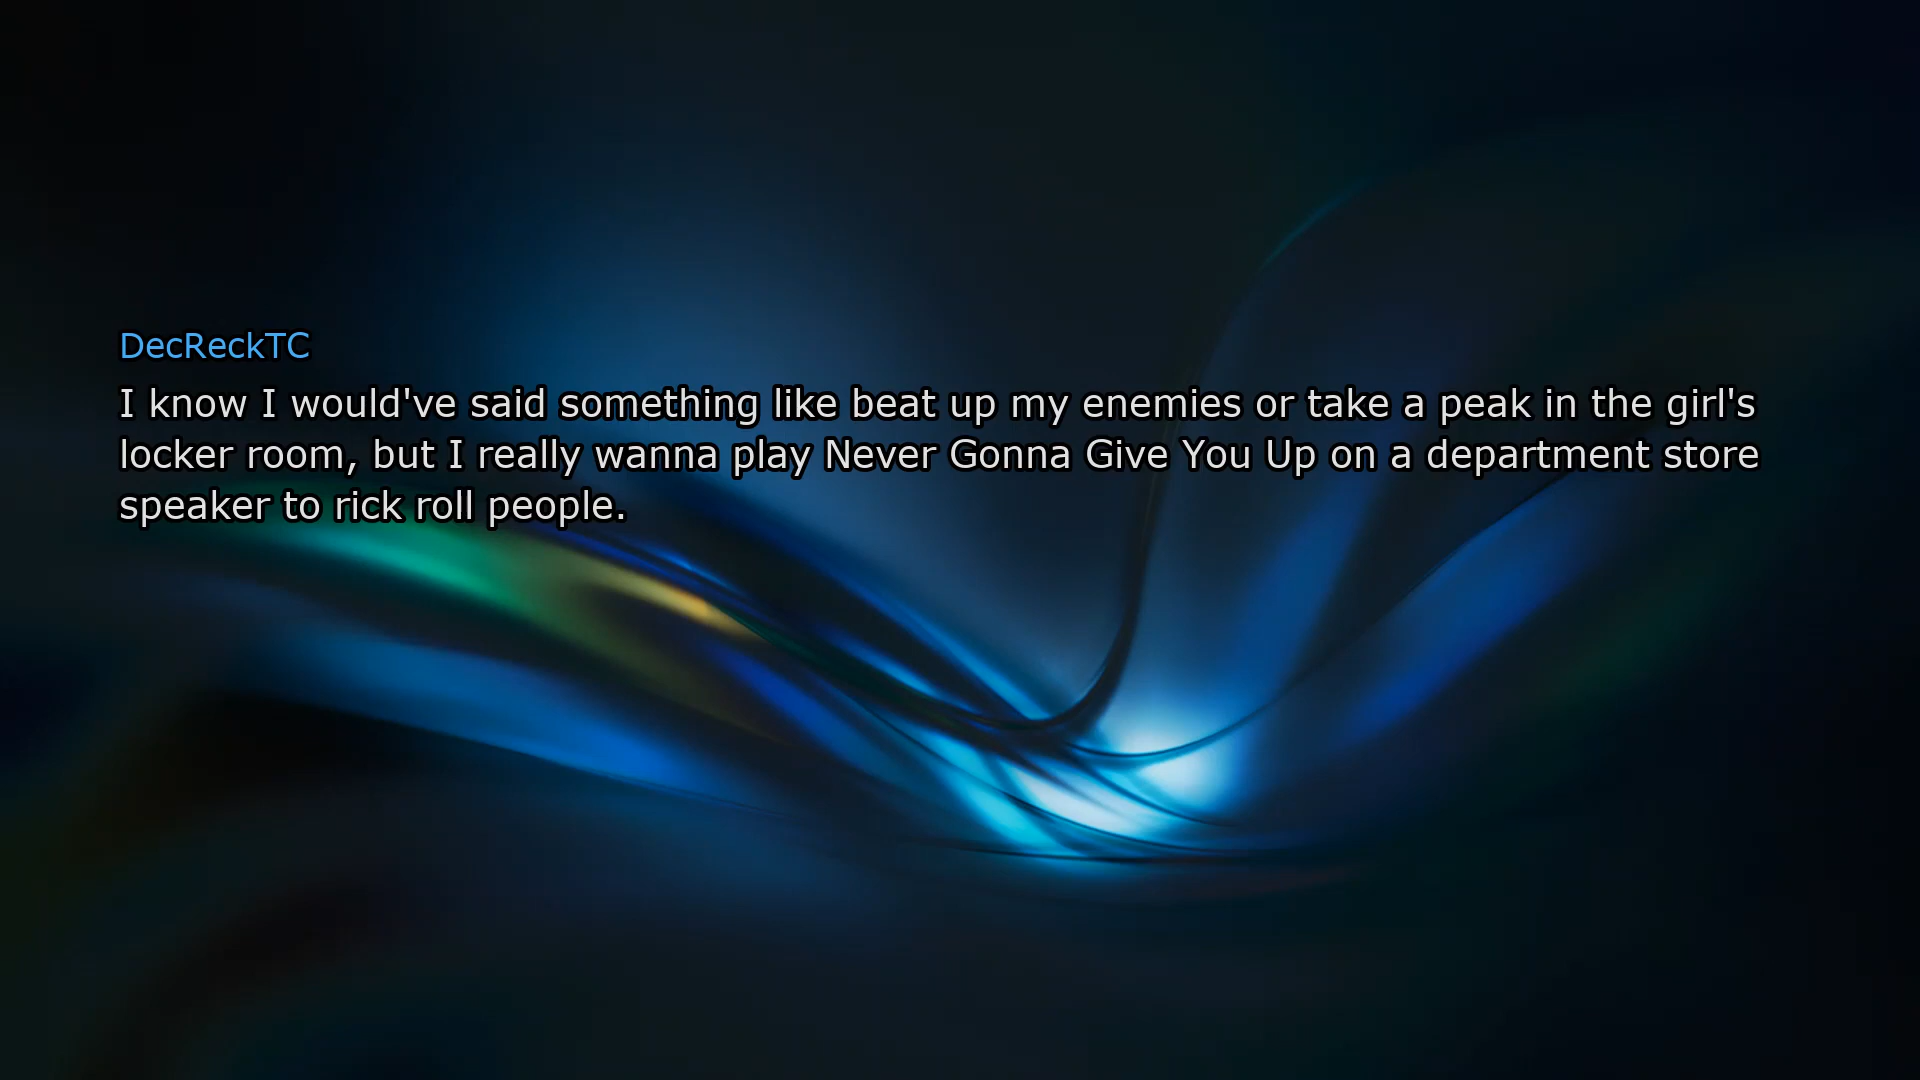 DecReckTC
I know I would've said something like beat up my enemies or take a peak in the girl's
locker room, but I really wanna play Never Gonna Give You Up on a department store
speaker to rick roll people.